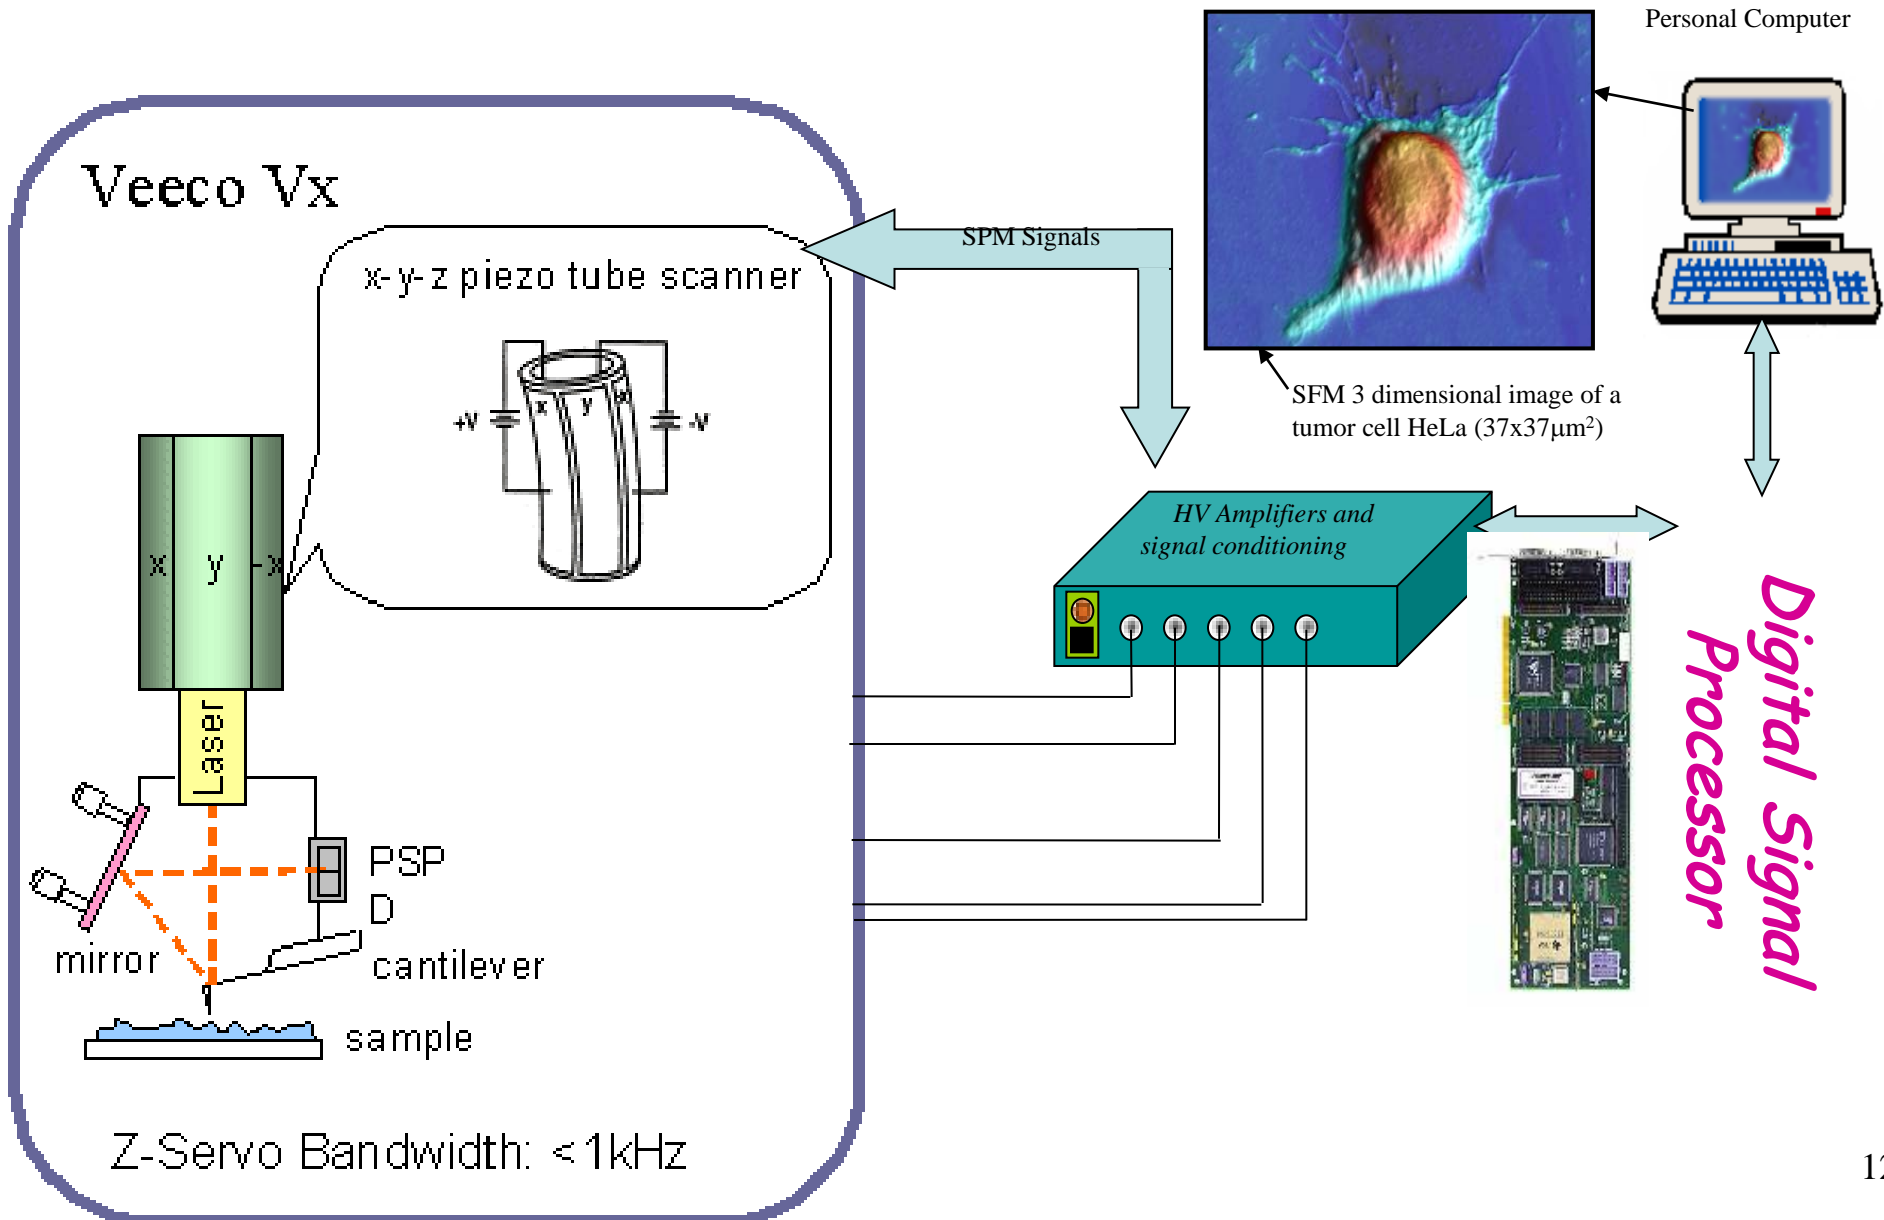 Personal Computer
Veeco Vx
SPM Signals
x-y-z piezo tube scanner
x
y
+v
-v
SFM 3 dimensional image of a
tumor cell HeLa (37x37μm²)
HV Amplifiers and
signal conditioning
x
y
-x
Digital Signal
Processor
Laser
PSP
D
mirror
cantilever
sample
Z-Servo Bandwidth: <1kHz